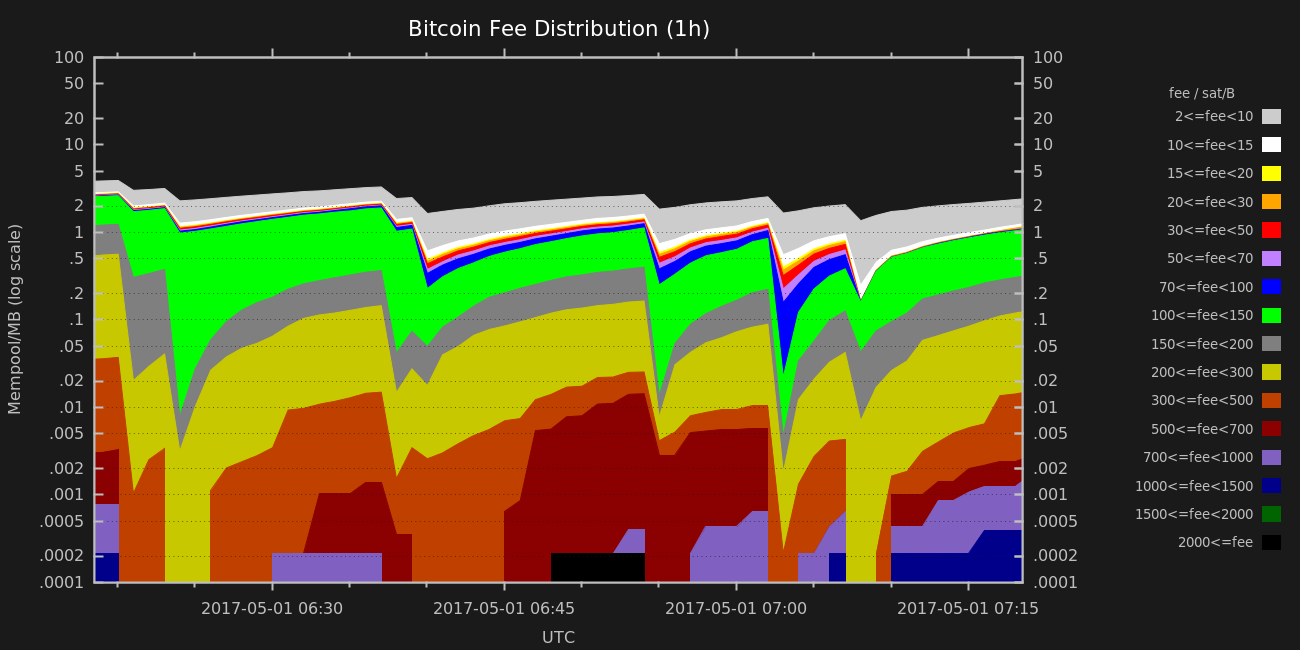 Bitcoin Fee Distribution (1h)
Mempool/MB (log scale)
100
50
20
10
5
2
1
.5
.2
.1
.05
.02
.01
.005
.002
.001
.0005
.0002
.0001
100
50
20
10
5
2
1
.5
.2
.1
.05
.02
.01
.005
.002
.001
.0005
.0002
.0001
2017-05-01 06:30
2017-05-01 06:45
2017-05-01 07:00
2017-05-01 07:15
UTC
fee / sat/B
2<=fee<10
10<=fee<15
15<=fee<20
20<=fee<30
30<=fee<50
50<=fee<70
70<=fee<100
100<=fee<150
150<=fee<200
200<=fee<300
300<=fee<500
500<=fee<700
700<=fee<1000
1000<=fee<1500
1500<=fee<2000
2000<=fee